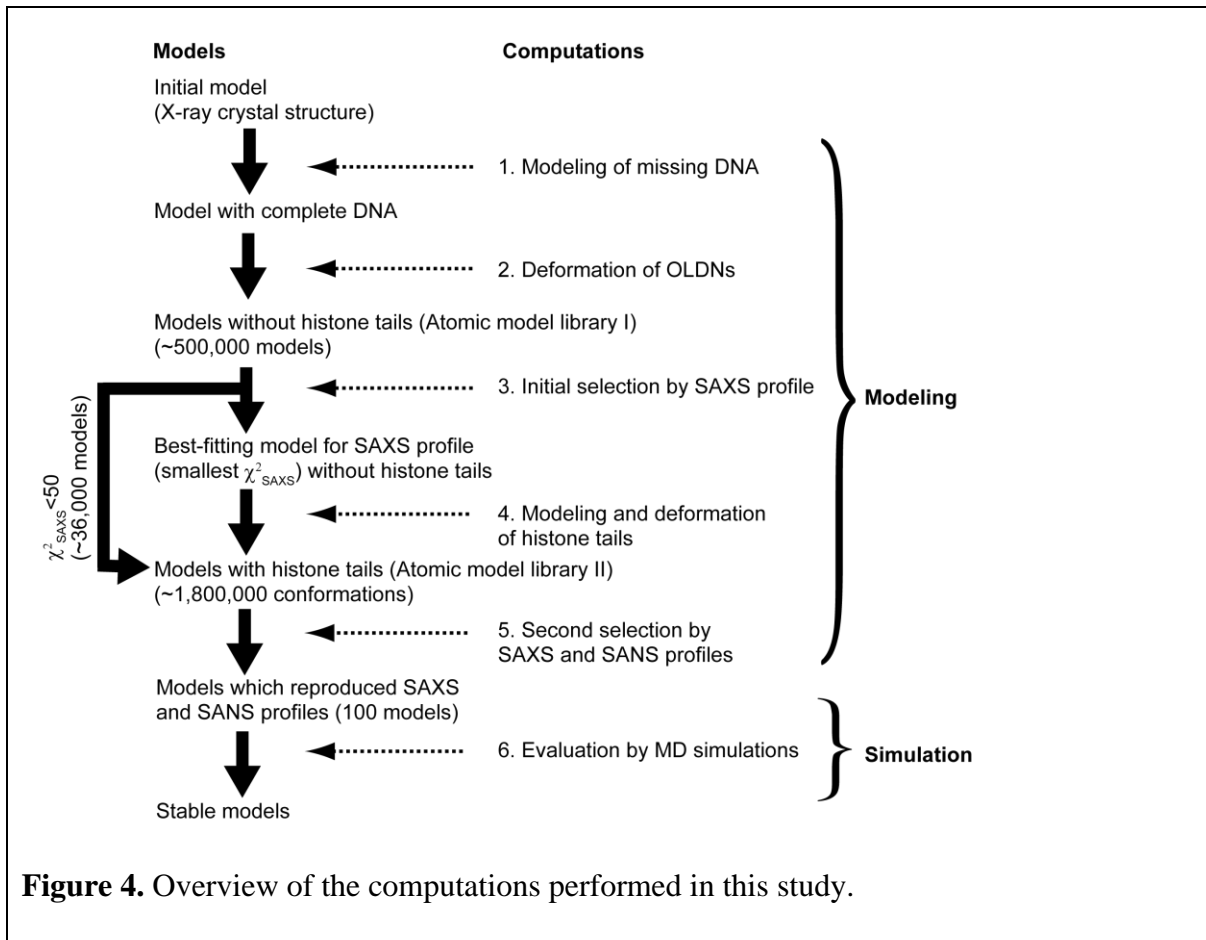 Models
Computations
Initial model
(X-ray crystal structure)
1. Modeling of missing DNA
Model with complete DNA
2. Deformation of OLDNs
Models without histone tails (Atomic model library I)
(~500,000 models)
3. Initial selection by SAXS profile
Modeling
χ²SAXS<50
(~36,000 models)
Best-fitting model for SAXS profile
(smallest χ²SAXS) without histone tails
4. Modeling and deformation
of histone tails
Models with histone tails (Atomic model library II)
(~1,800,000 conformations)
5. Second selection by
SAXS and SANS profiles
Models which reproduced SAXS
and SANS profiles (100 models)
6. Evaluation by MD simulations
Simulation
Stable models
Figure 4. Overview of the computations performed in this study.